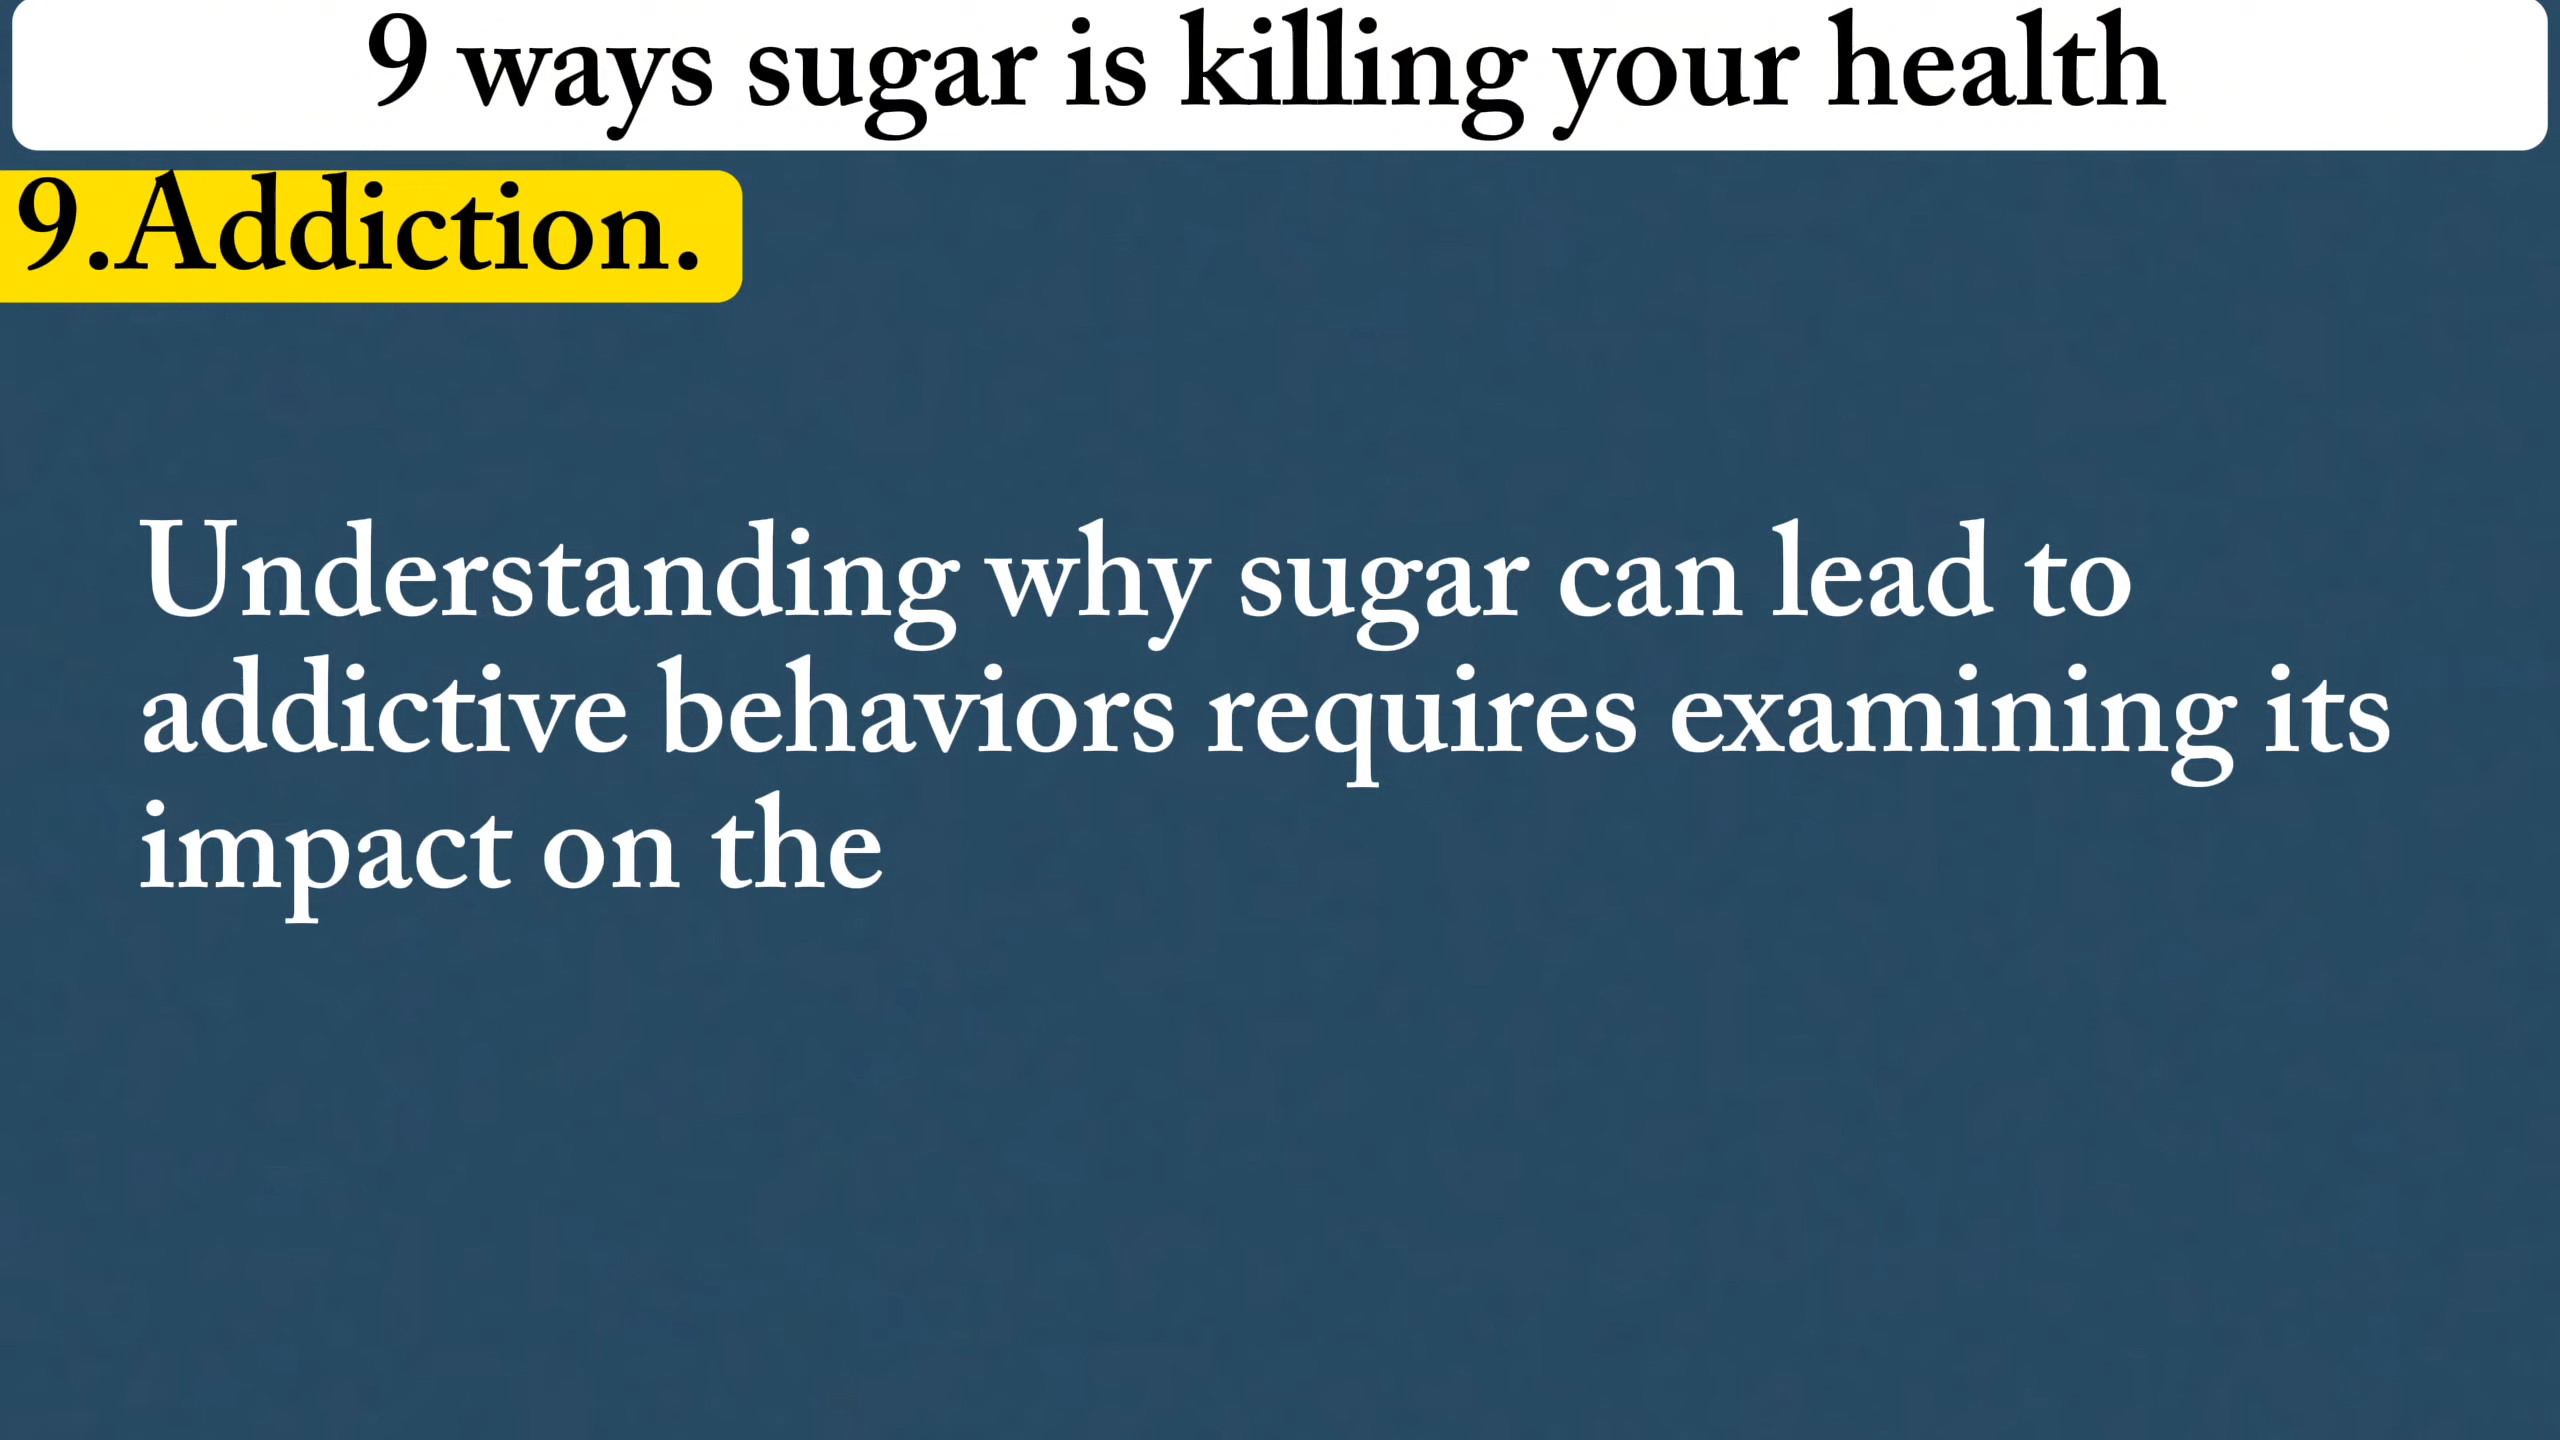 9 ways sugar is killing your health
9.Addiction.
Understanding why sugar can lead to
addictive behaviors requires examining its
impact on the